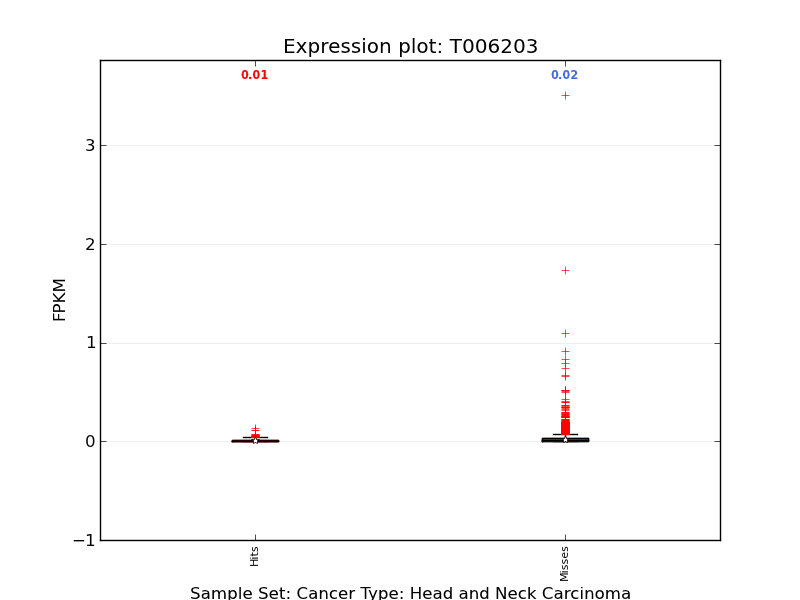 Expression plot: T006203
0.01 0.02
3
2
1
0
−1
FPKM
Hits
Misses
Sample Set: Cancer Type: Head and Neck Carcinoma